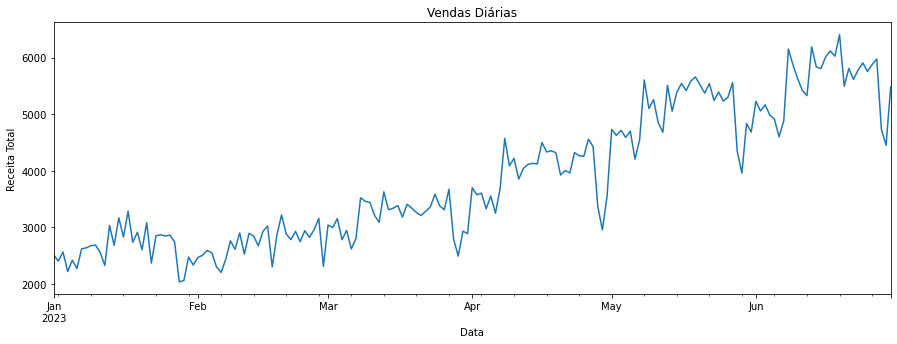 Vendas Diárias
6000
5000
4000
3000
2000
Receita Total
Jan Feb Mar Apr May Jun
2023
Data